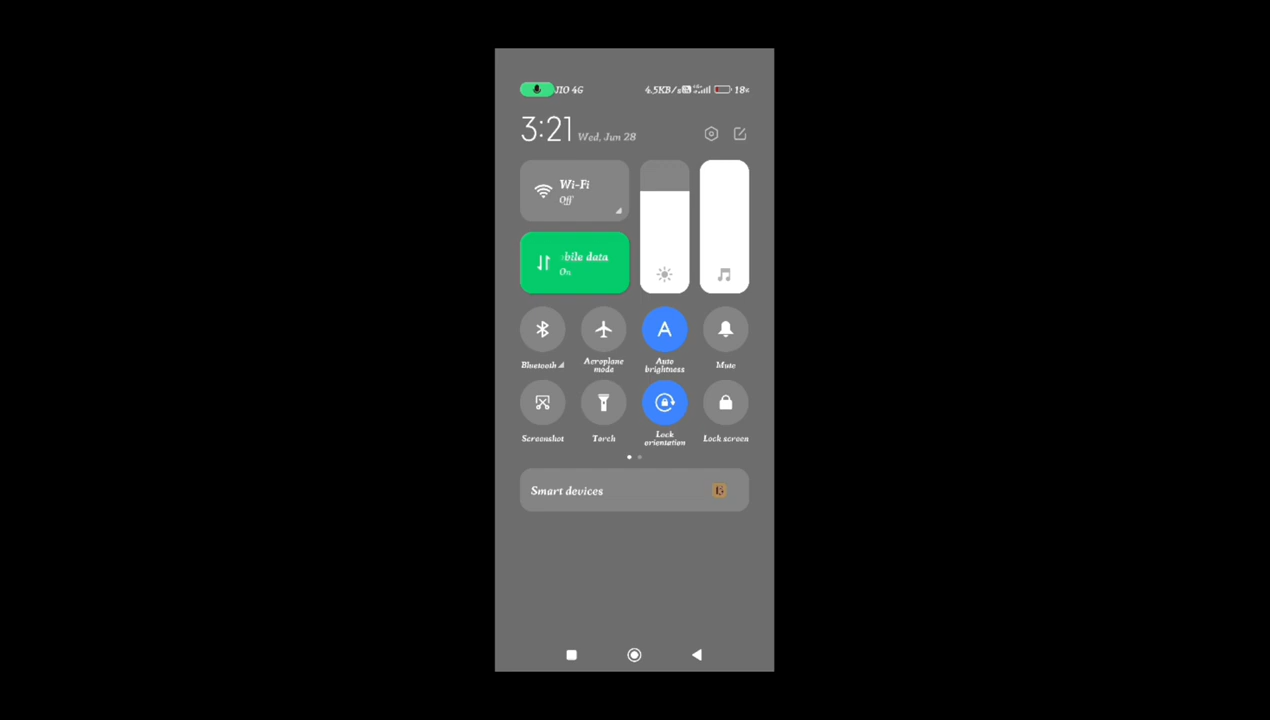 JIO 4G 4.5KB/s 18%
3:21 Wed, Jun 28
Wi-Fi
Off
bile data
On
A
Bluetooth
Aeroplane
mode
Auto
brightness
Mute
Screenshot
Torch
Lock
orientation
Lock screen
Smart devices